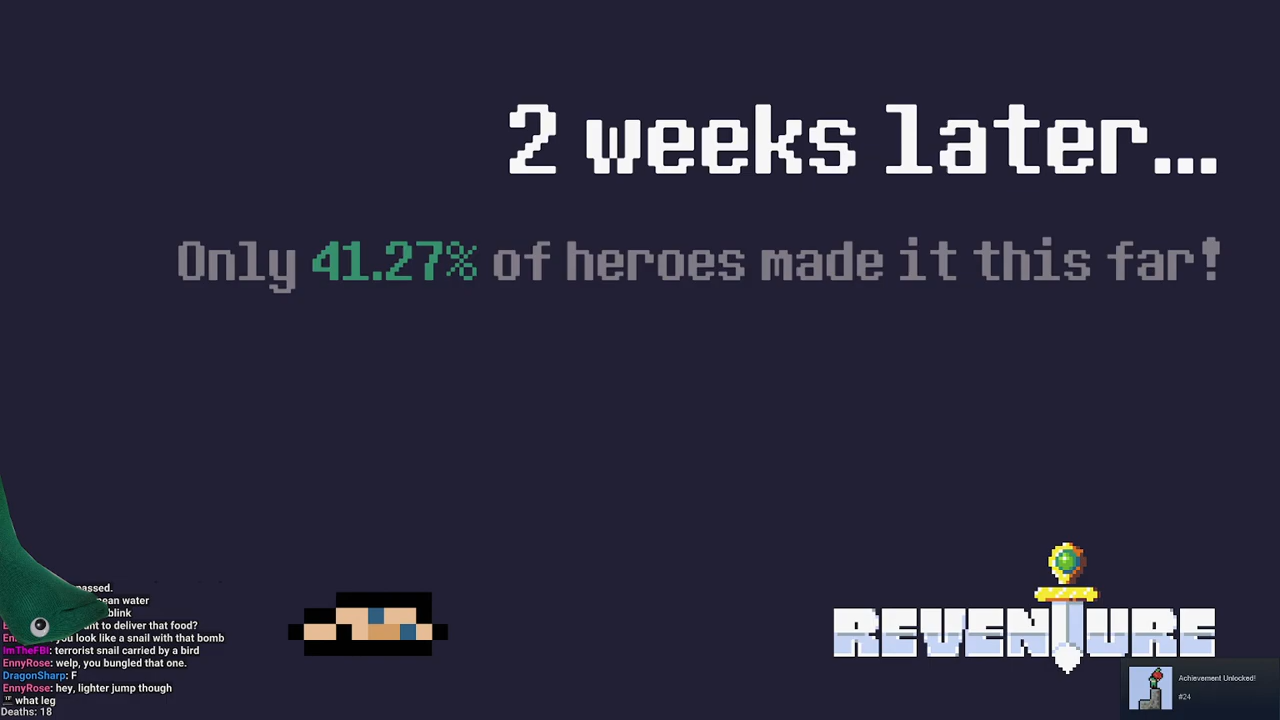 2 weeks later...
Only 41.27% of heroes made it this far!
passed.
ean water
blink
ant to deliver that food?
you look like a snail with that bomb
ImTheFBI: terrorist snail carried by a bird
EnnyRose: welp, you bungled that one.
DragonSharp: F
EnnyRose: hey, lighter jump though
what leg
Deaths: 18
REVENTURE
Achievement Unlocked!
#24